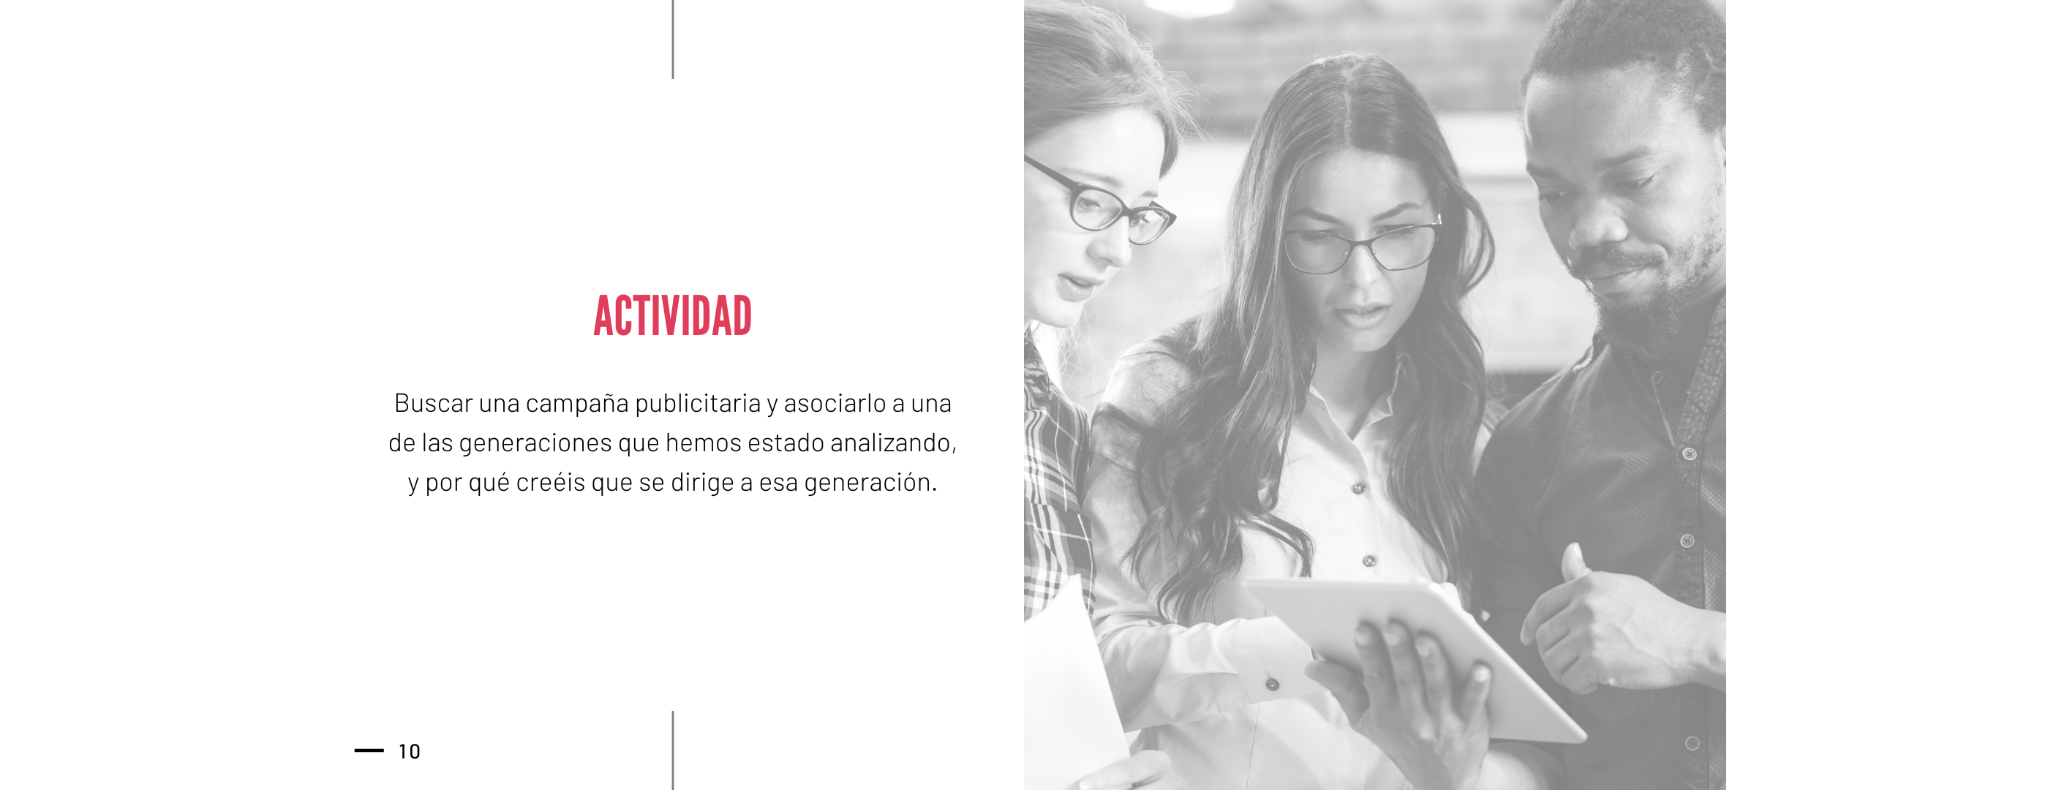 ACTIVIDAD
Buscar una campaña publicitaria y asociarlo a una
de las generaciones que hemos estado analizando,
y por qué creéis que se dirige a esa generación.
10